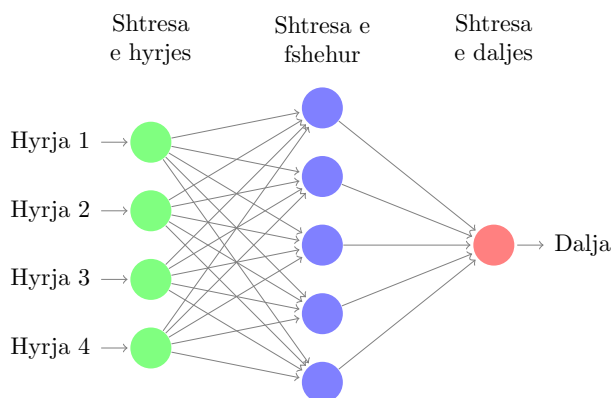 Shtresa
e hyrjes
Shtresa e
fshehur
Shtresa
e daljes
Hyrja 1
Hyrja 2
Hyrja 3
Hyrja 4
Dalja